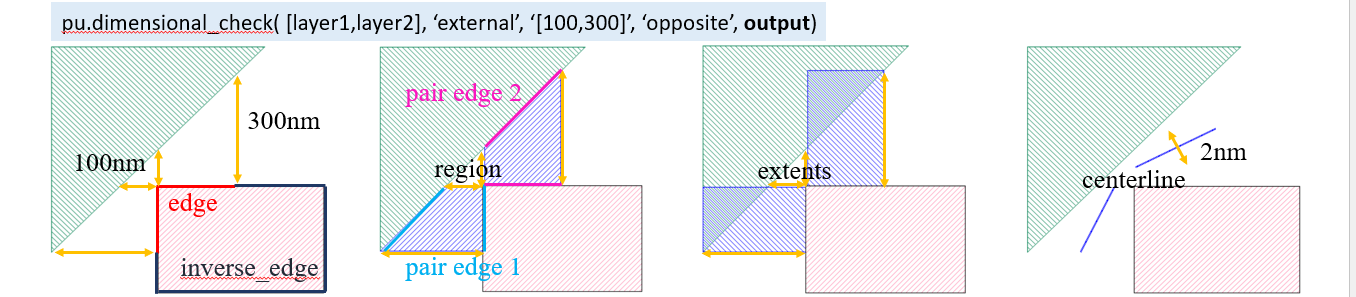 pu.dimensional_check( [layer1,layer2], ‘external’, ‘[100,300]’, ‘opposite’, output)
100nm
300nm
edge
inverse_edge
pair edge 2
region
pair edge 1
extents
2nm
centerline